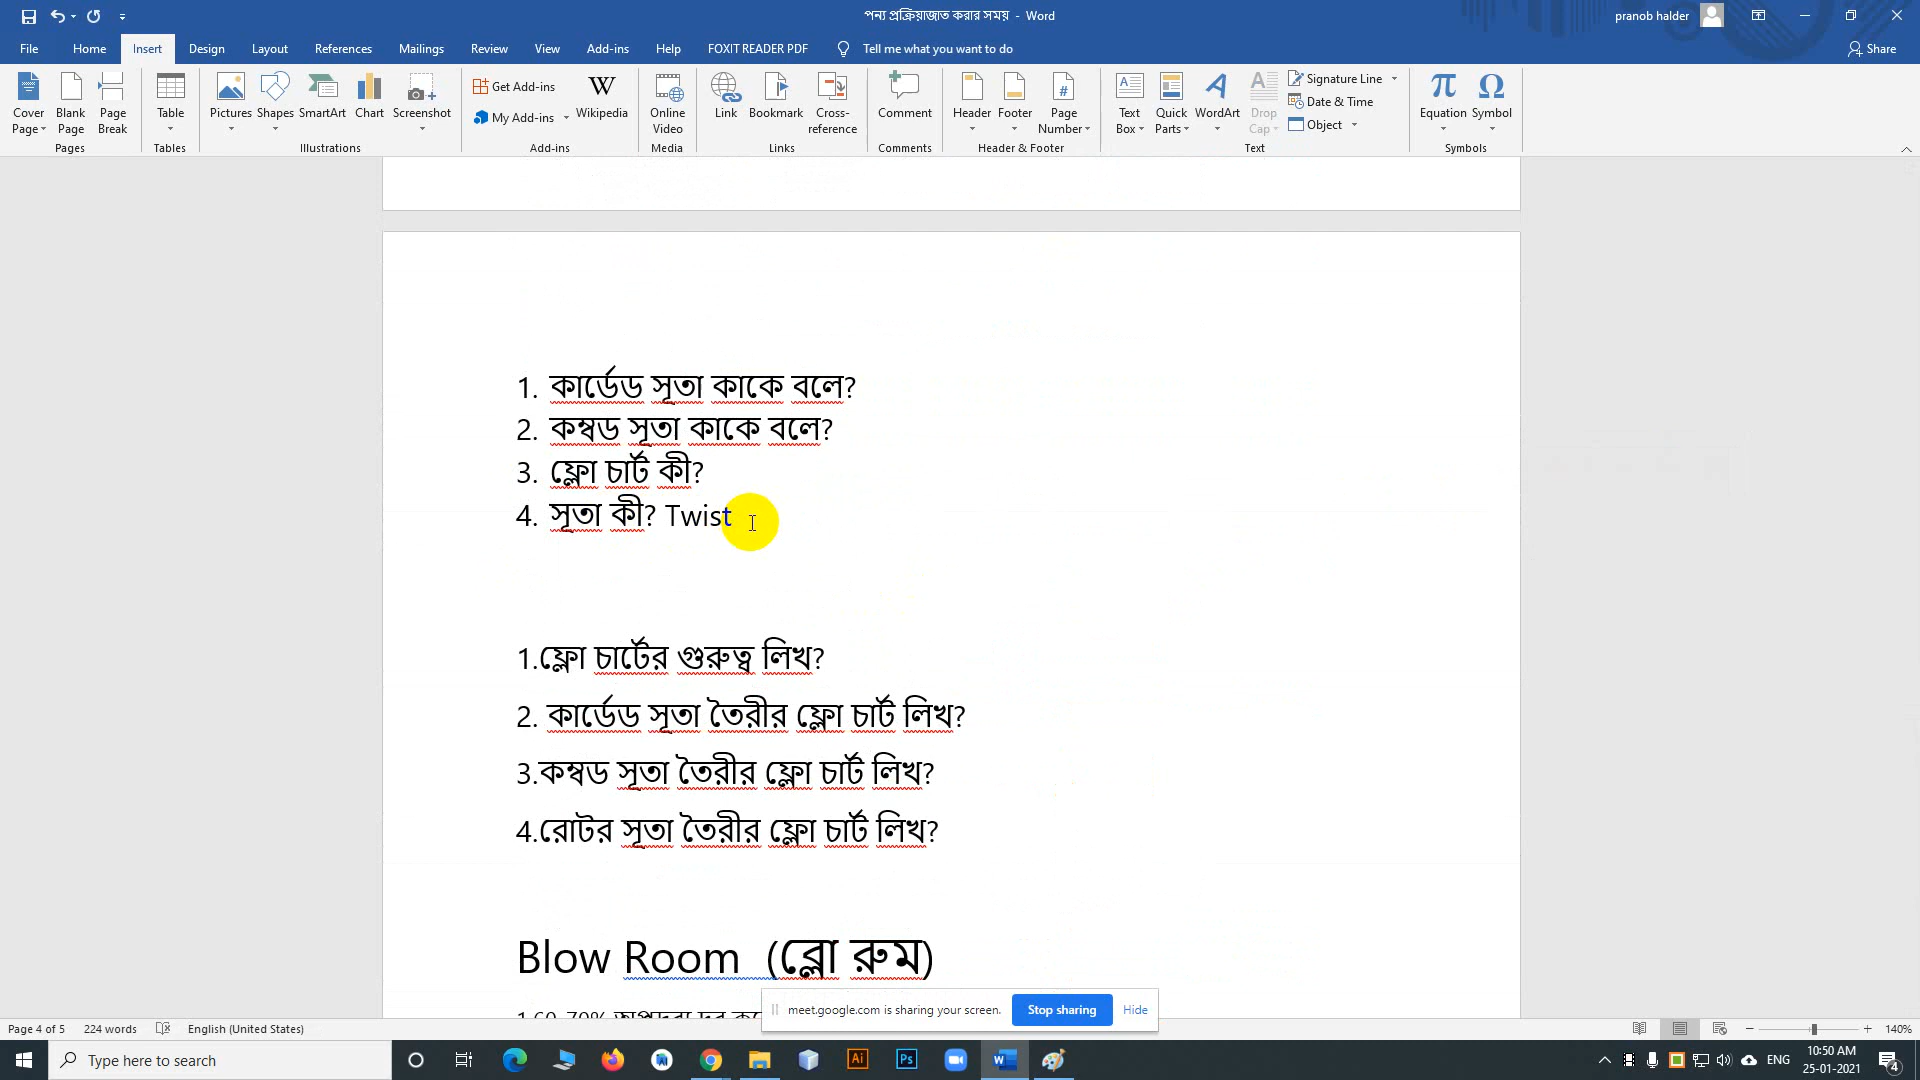 পন্য প্রক্রিয়াজাত করার সময় - Word
pranob halder
File Home Insert Design Layout References Mailings Review View Add-ins Help FOXIT READER PDF Tell me what you want to do Share
Cover Page Blank Page Page Break Table Pictures Shapes SmartArt Chart Screenshot Get Add-ins My Add-ins Wikipedia Online Video Link Bookmark Cross-reference Comment Header Footer Page Number Text Box Quick Parts WordArt Drop Cap Signature Line Date & Time Object Equation Symbol
Pages Tables Illustrations Add-ins Media Links Comments Header & Footer Text Symbols
1. কার্ডেড সূতা কাকে বলে?
2. কম্বড সূতা কাকে বলে?
3. ফ্লো চার্ট কী?
4. সূতা কী? Twist
1.ফ্লো চার্টের গুরুত্ব লিখ?
2. কার্ডেড সূতা তৈরীর ফ্লো চার্ট লিখ?
3.কম্বড সূতা তৈরীর ফ্লো চার্ট লিখ?
4.রোটর সূতা তৈরীর ফ্লো চার্ট লিখ?
Blow Room (ব্লো রুম)
meet.google.com is sharing your screen. Stop sharing Hide
Page 4 of 5 224 words English (United States) 140%
Type here to search
ENG 10:50 AM
25-01-2021
4